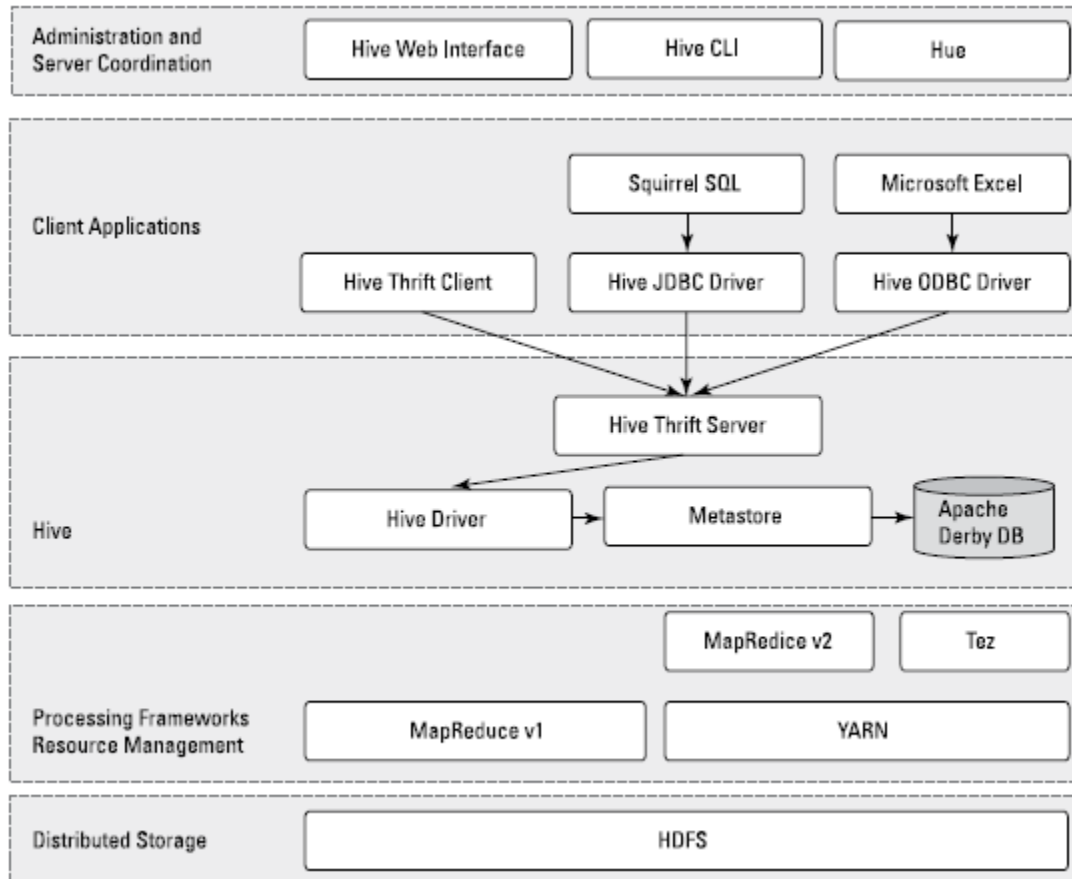 Administration and
Server Coordination
Hive Web Interface
Hive CLI
Hue
Client Applications
Squirrel SQL
Microsoft Excel
Hive Thrift Client
Hive JDBC Driver
Hive ODBC Driver
Hive
Hive Thrift Server
Hive Driver
Metastore
Apache
Derby DB
Processing Frameworks
Resource Management
MapRedice v2
Tez
MapReduce v1
YARN
Distributed Storage
HDFS